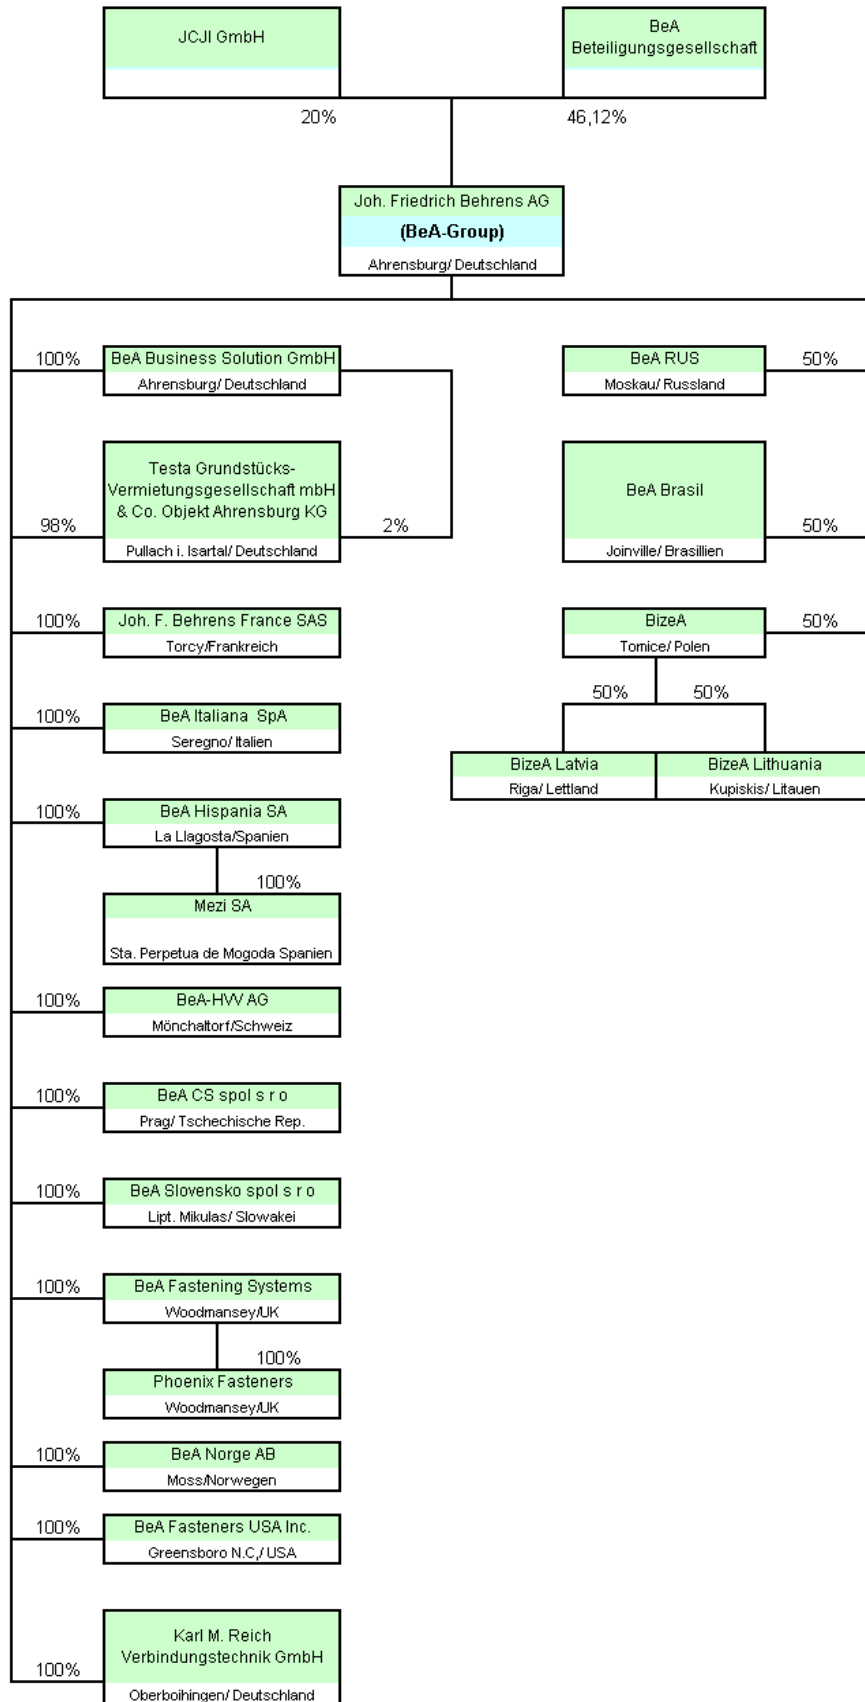 JCJI GmbH
BeA
Beteiligungsgesellschaft
20%
46,12%
Joh. Friedrich Behrens AG
(BeA-Group)
Ahrensburg/ Deutschland
100%
BeA Business Solution GmbH
Ahrensburg/ Deutschland
BeA RUS
50%
Moskau/ Russland
Testa Grundstücks-
Vermietungsgesellschaft mbH
& Co. Objekt Ahrensburg KG
98%
2%
Pullach i. Isartal/ Deutschland
BeA Brasil
50%
Joinville/ Brasillien
100%
Joh. F. Behrens France SAS
Torcy/Frankreich
BizeA
50%
Tomice/ Polen
50%
50%
100%
BeA Italiana SpA
Seregno/ Italien
BizeA Latvia
Riga/ Lettland
BizeA Lithuania
Kupiskis/ Litauen
100%
BeA Hispania SA
La Llagosta/Spanien
100%
Mezi SA
Sta. Perpetua de Mogoda Spanien
100%
BeA-HVV AG
Mönchaltorf/Schweiz
100%
BeA CS spol s r o
Prag/ Tschechische Rep.
100%
BeA Slovensko spol s r o
Lipt. Mikulas/ Slowakei
100%
BeA Fastening Systems
Woodmansey/UK
100%
Phoenix Fasteners
Woodmansey/UK
100%
BeA Norge AB
Moss/Norwegen
100%
BeA Fasteners USA Inc.
Greensboro N.C,/ USA
Karl M. Reich
Verbindungstechnik GmbH
100%
Oberboihingen/ Deutschland